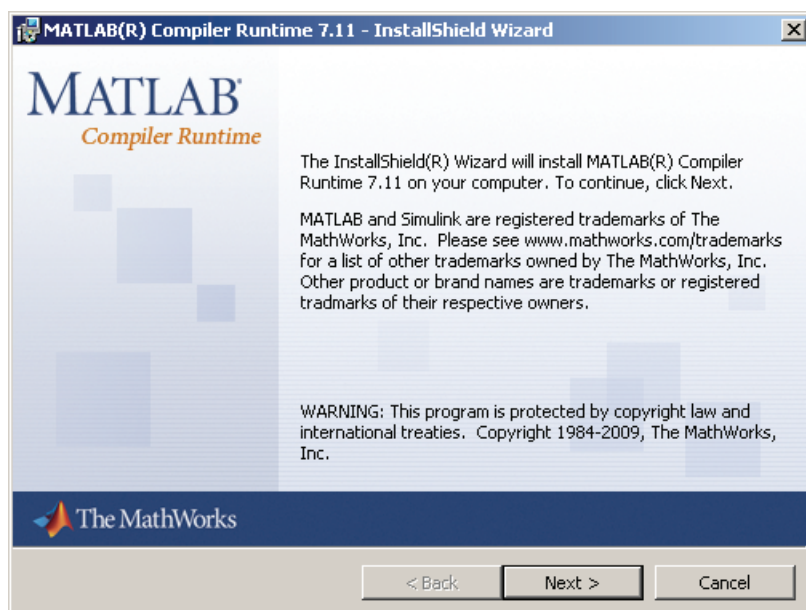 MATLAB(R) Compiler Runtime 7.11 - InstallShield Wizard
MATLAB®
Compiler Runtime
The InstallShield(R) Wizard will install MATLAB(R) Compiler
Runtime 7.11 on your computer. To continue, click Next.
MATLAB and Simulink are registered trademarks of The
MathWorks, Inc. Please see www.mathworks.com/trademarks
for a list of other trademarks owned by The MathWorks, Inc.
Other product or brand names are trademarks or registered
tradmarks of their respective owners.
WARNING: This program is protected by copyright law and
international treaties. Copyright 1984-2009, The MathWorks,
Inc.
The MathWorks
< Back
Next >
Cancel